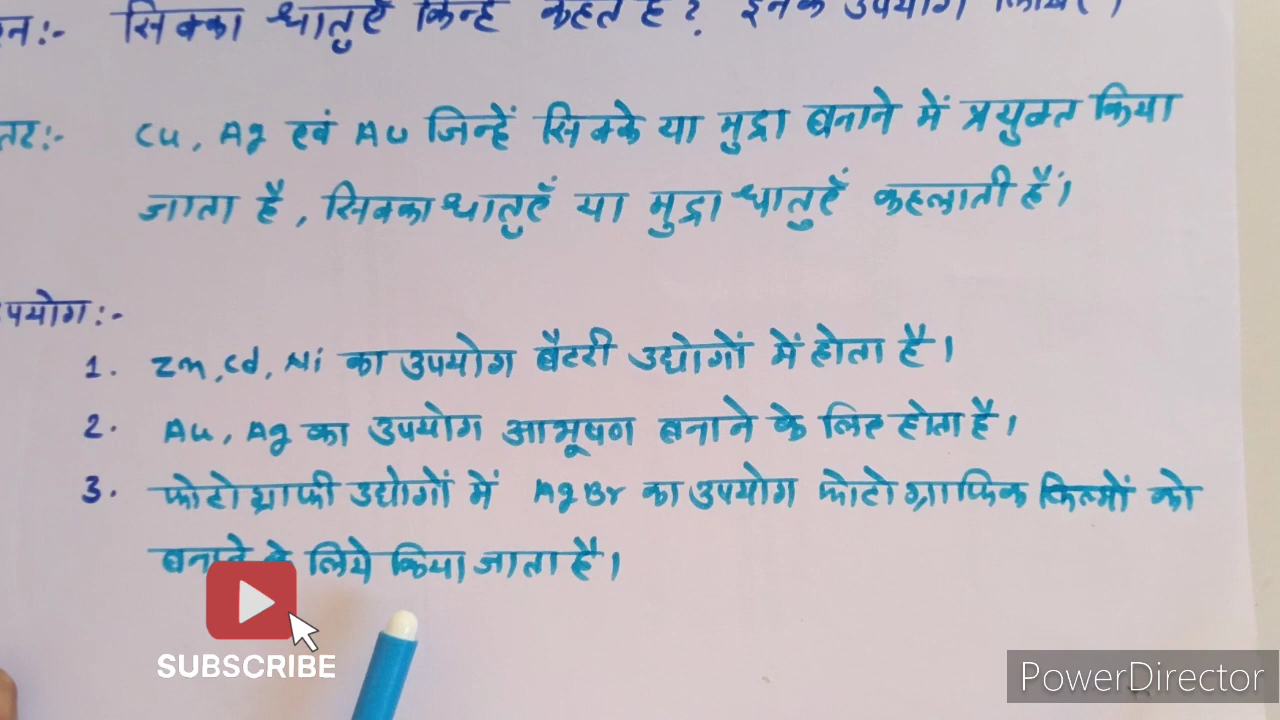 न:- सिक्का धातुएँ किन्हें कहते है? इनके उपयोग लिखिए।
तर:- Cu, Ag एवं Au जिन्हें सिक्के या मुद्रा बनाने में प्रयुक्त किया
जाता है, सिक्का धातुएँ या मुद्रा धातुएँ कहलाती हैं।
पयोग:-
1. Zn, Cd, Ni का उपयोग बैटरी उद्योगों में होता है।
2. Au, Ag का उपयोग आभूषण बनाने के लिए होता है।
3. फोटोग्राफी उद्योगों में AgBr का उपयोग फोटोग्राफिक फिल्मों को
बनाने के लिये किया जाता है।
SUBSCRIBE
PowerDirector